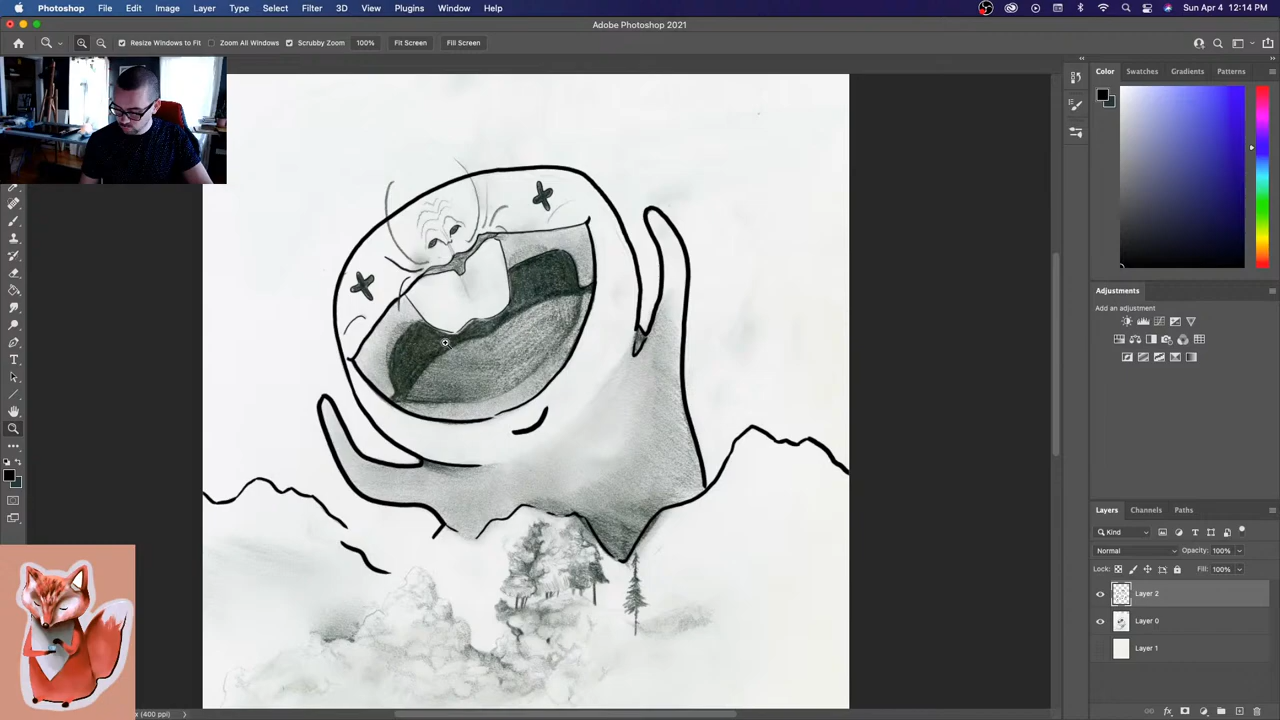 Photoshop File Edit Image Layer Type Select Filter 3D View Plugins Window Help Sun Apr 4 12:14 PM
Adobe Photoshop 2021
Resize Windows to Fit Zoom All Windows Scrubby Zoom 100% Fit Screen Fill Screen
Color Swatches Gradients Patterns
Adjustments
Add an adjustment
Layers Channels Paths
Kind
Normal Opacity: 100%
Lock: Fill: 100%
Layer 2
Layer 0
Layer 1
(400 ppi)